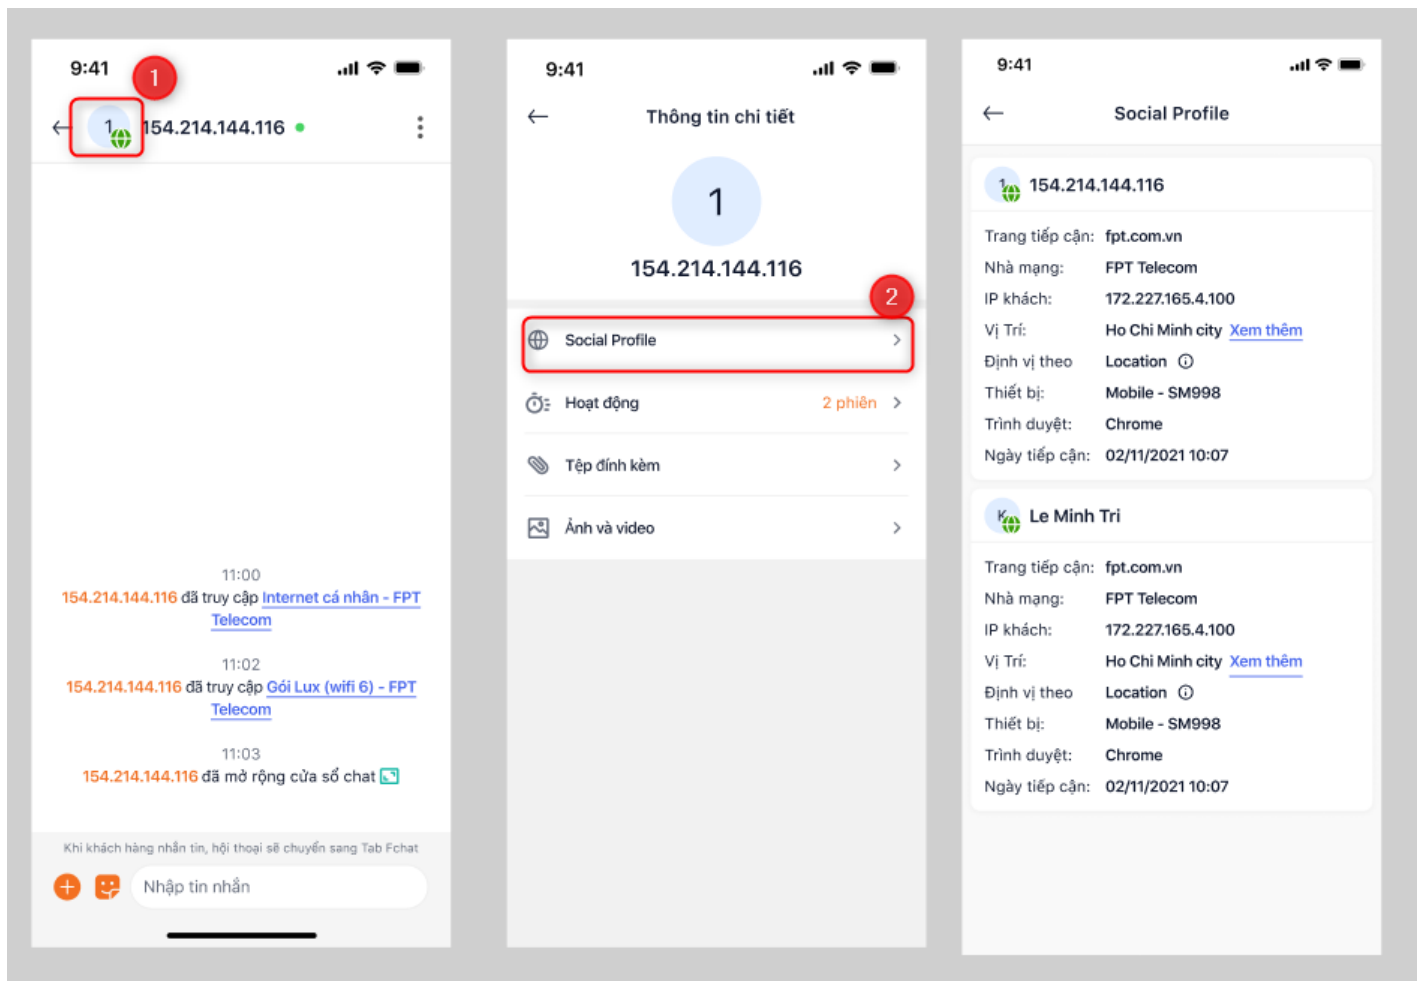 9:41
1
1
154.214.144.116
11:00
154.214.144.116 đã truy cập Internet cá nhân - FPT
Telecom
11:02
154.214.144.116 đã truy cập Gói Lux (wifi 6) - FPT
Telecom
11:03
154.214.144.116 đã mở rộng cửa sổ chat
Khi khách hàng nhắn tin, hội thoại sẽ chuyển sang Tab Fchat
Nhập tin nhắn
9:41
Thông tin chi tiết
1
154.214.144.116
2
Social Profile
Hoạt động 2 phiên
Tệp đính kèm
Ảnh và video
9:41
Social Profile
1 154.214.144.116
Trang tiếp cận: fpt.com.vn
Nhà mạng: FPT Telecom
IP khách: 172.227.165.4.100
Vị Trí: Ho Chi Minh city Xem thêm
Định vị theo Location
Thiết bị: Mobile - SM998
Trình duyệt: Chrome
Ngày tiếp cận: 02/11/2021 10:07
K Le Minh Tri
Trang tiếp cận: fpt.com.vn
Nhà mạng: FPT Telecom
IP khách: 172.227.165.4.100
Vị Trí: Ho Chi Minh city Xem thêm
Định vị theo Location
Thiết bị: Mobile - SM998
Trình duyệt: Chrome
Ngày tiếp cận: 02/11/2021 10:07